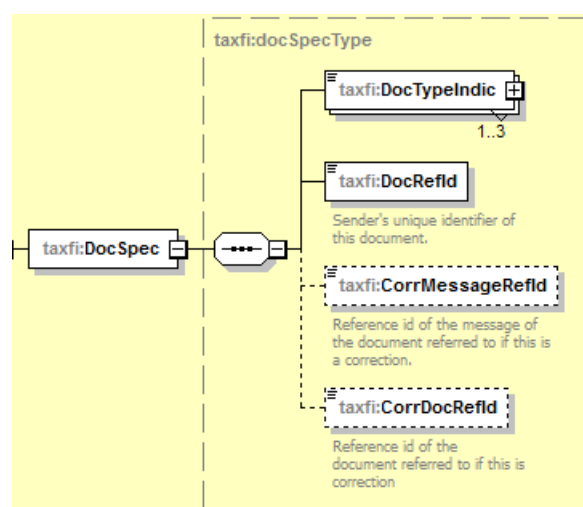 taxfi:docSpecType
taxfi:DocTypeIndic
1..3
taxfi:DocRefId
Sender's unique identifier of
this document.
taxfi:DocSpec
taxfi:CorrMessageRefId
Reference id of the message of
the document referred to if this is
a correction.
taxfi:CorrDocRefId
Reference id of the
document referred to if this is
correction